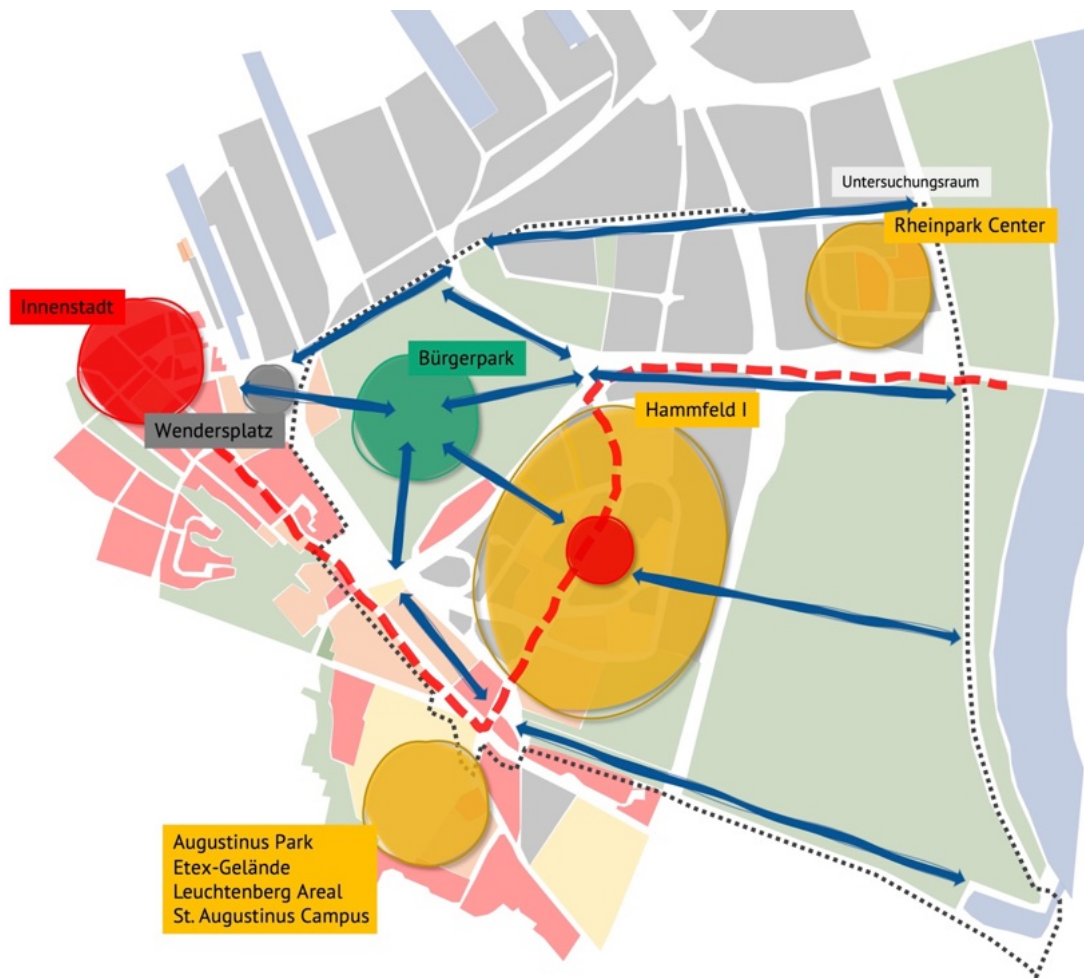 Untersuchungsraum
Rheinpark Center
Innenstadt
Bürgerpark
Hammfeld I
Wendersplatz
Augustinus Park
Etex-Gelände
Leuchtenberg Areal
St. Augustinus Campus